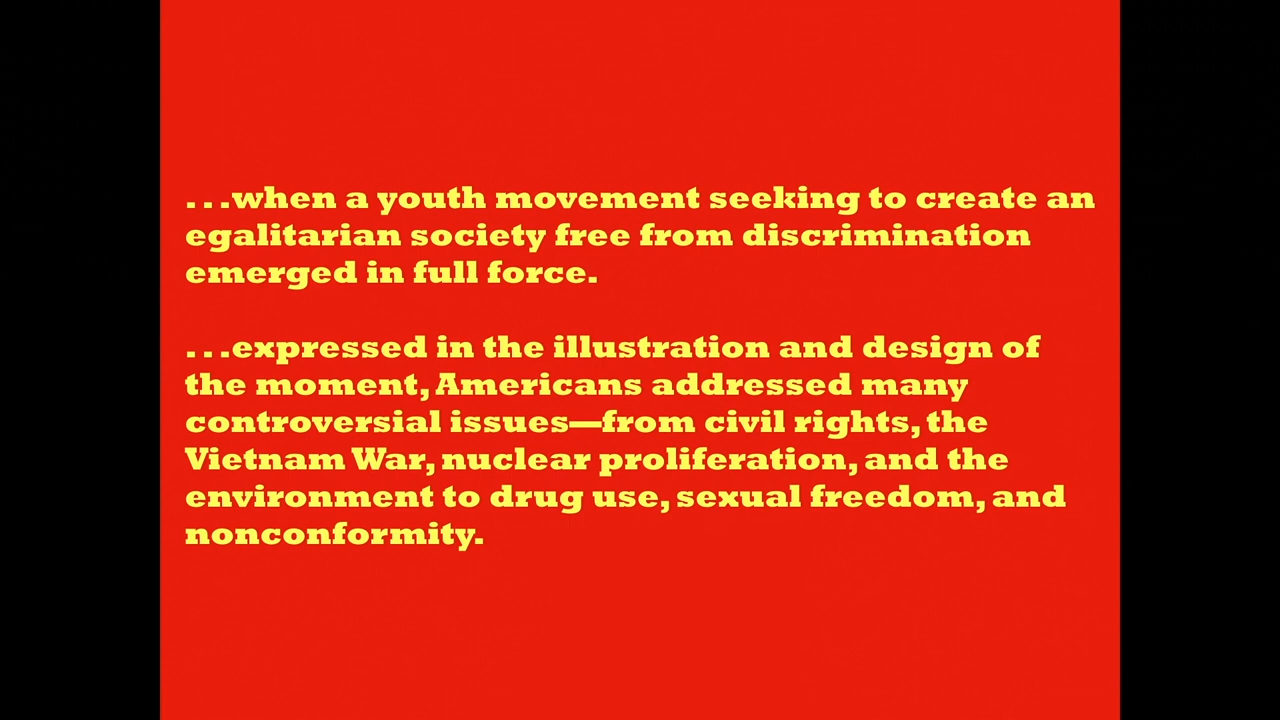 ...when a youth movement seeking to create an
egalitarian society free from discrimination
emerged in full force.
...expressed in the illustration and design of
the moment, Americans addressed many
controversial issues—from civil rights, the
Vietnam War, nuclear proliferation, and the
environment to drug use, sexual freedom, and
nonconformity.